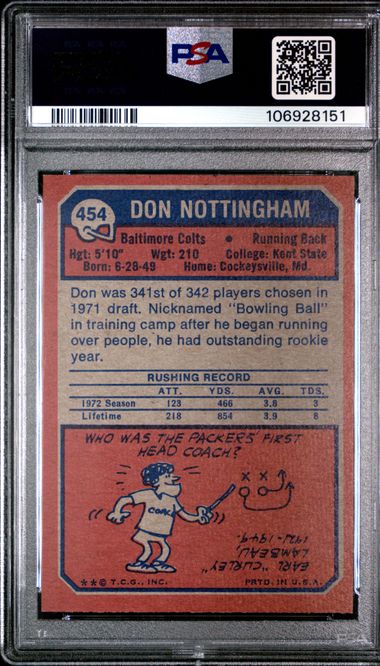 PSA
106928151
454
DON NOTTINGHAM
Baltimore Colts • Running Back
Hgt: 5'10" Wgt: 210 College: Kent State
Born: 6-28-49 Home: Cockeysville, Md.
Don was 341st of 342 players chosen in
1971 draft. Nicknamed "Bowling Ball"
in training camp after he began running
over people, he had outstanding rookie
year.
RUSHING RECORD
ATT. YDS. AVG. TDS.
1972 Season 123 466 3.8 3
Lifetime 218 854 3.9 8
WHO WAS THE PACKERS' FIRST
HEAD COACH?
COACH
EARL "CURLEY"
LAMBEAU,
1921-1949.
**© T.C.G., INC. PRTD. IN U.S.A.
PSA